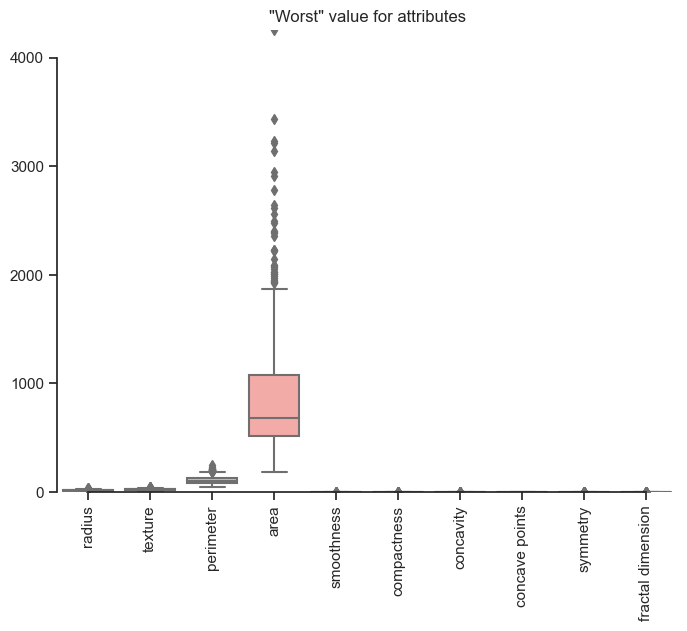 "Worst" value for attributes
4000
3000
2000
1000
0
radius
texture
perimeter
area
smoothness
compactness
concavity
concave points
symmetry
fractal dimension